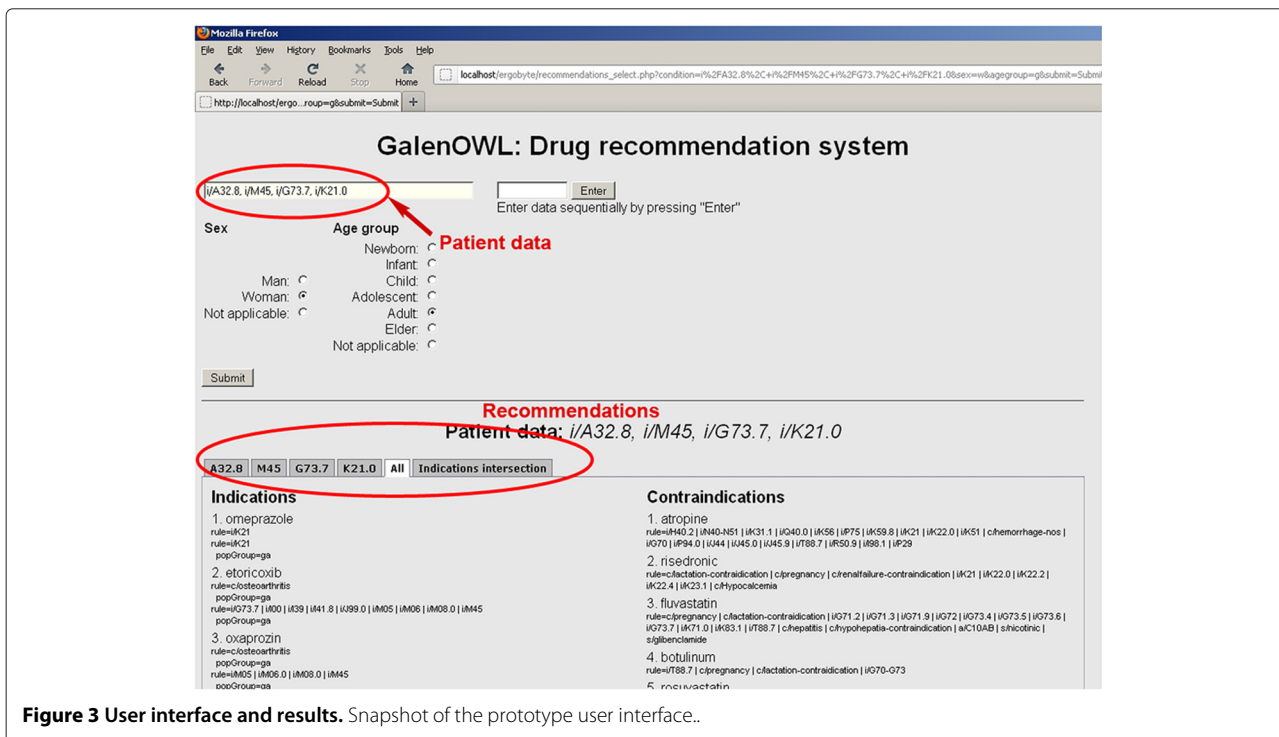 Mozilla Firefox
File Edit View History Bookmarks Tools Help
Back Forward Reload Stop Home
localhost/ergobyte/recommendations_select.php?condition=i%2FA32.8%2C+i%2FM45%2C+i%2FG73.7%2C+i%2FK21.0&sex=w&agegroup=g&submit=Submi
http://localhost/ergo...roup=g&submit=Submit
GalenOWL: Drug recommendation system
i/A32.8, i/M45, i/G73.7, i/K21.0
Enter
Enter data sequentially by pressing "Enter"
Sex Age group
Patient data
Newborn:
Infant:
Man: Child:
Woman: Adolescent:
Not applicable: Adult:
Elder:
Not applicable:
Submit
Recommendations
Patient data: i/A32.8, i/M45, i/G73.7, i/K21.0
A32.8 M45 G73.7 K21.0 All Indications intersection
Indications
1. omeprazole
rule=i/K21
rule=i/K21
popGroup=ga
2. etoricoxib
rule=c/osteoarthritis
popGroup=ga
rule=i/G73.7 | i/I00 | i/I39 | i/I41.8 | i/J99.0 | i/M05 | i/M06 | i/M08.0 | i/M45
popGroup=ga
3. oxaprozin
rule=c/osteoarthritis
popGroup=ga
rule=i/M05 | i/M06.0 | i/M08.0 | i/M45
popGroup=ga
Contraindications
1. atropine
rule=i/H40.2 | i/N40-N51 | i/K31.1 | i/Q40.0 | i/K56 | i/P75 | i/K59.8 | i/K21 | i/K22.0 | i/K51 | c/hemorrhage-nos |
i/G70 | i/P94.0 | i/J44 | i/J45.0 | i/J45.9 | i/T88.7 | i/R50.9 | i/I98.1 | i/P29
2. risedronic
rule=c/lactation-contraidication | c/pregnancy | c/renalfailure-contraindication | i/K21 | i/K22.0 | i/K22.2 |
i/K22.4 | i/K23.1 | c/Hypocalcemia
3. fluvastatin
rule=c/pregnancy | c/lactation-contraidication | i/G71.2 | i/G71.3 | i/G71.9 | i/G72 | i/G73.4 | i/G73.5 | i/G73.6 |
i/G73.7 | i/K71.0 | i/K83.1 | i/T88.7 | c/hepatitis | c/hypohepatia-contraindication | a/C10AB | s/nicotinic |
s/glibenclamide
4. botulinum
rule=i/T88.7 | c/pregnancy | c/lactation-contraidication | i/G70-G73
5. rosuvastatin
Figure 3 User interface and results. Snapshot of the prototype user interface..